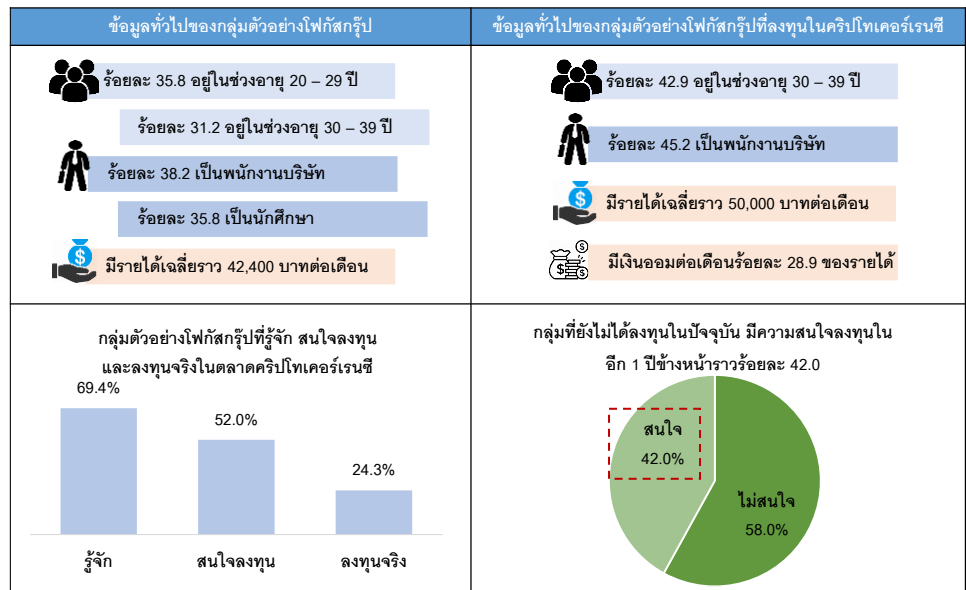 ข้อมูลทั่วไปของกลุ่มตัวอย่างโฟกัสกรุ๊ป
ร้อยละ 35.8 อยู่ในช่วงอายุ 20 – 29 ปี
ร้อยละ 31.2 อยู่ในช่วงอายุ 30 – 39 ปี
ร้อยละ 38.2 เป็นพนักงานบริษัท
ร้อยละ 35.8 เป็นนักศึกษา
$
มีรายได้เฉลี่ยราว 42,400 บาทต่อเดือน
ข้อมูลทั่วไปของกลุ่มตัวอย่างโฟกัสกรุ๊ปที่ลงทุนในคริปโทเคอร์เรนซี
ร้อยละ 42.9 อยู่ในช่วงอายุ 30 – 39 ปี
ร้อยละ 45.2 เป็นพนักงานบริษัท
$
มีรายได้เฉลี่ยราว 50,000 บาทต่อเดือน
$ $ $
มีเงินออมต่อเดือนร้อยละ 28.9 ของรายได้
กลุ่มตัวอย่างโฟกัสกรุ๊ปที่รู้จัก สนใจลงทุน
และลงทุนจริงในตลาดคริปโทเคอร์เรนซี
69.4%
52.0%
24.3%
รู้จัก
สนใจลงทุน
ลงทุนจริง
กลุ่มที่ยังไม่ได้ลงทุนในปัจจุบัน มีความสนใจลงทุนใน
อีก 1 ปีข้างหน้าราวร้อยละ 42.0
สนใจ
42.0%
ไม่สนใจ
58.0%